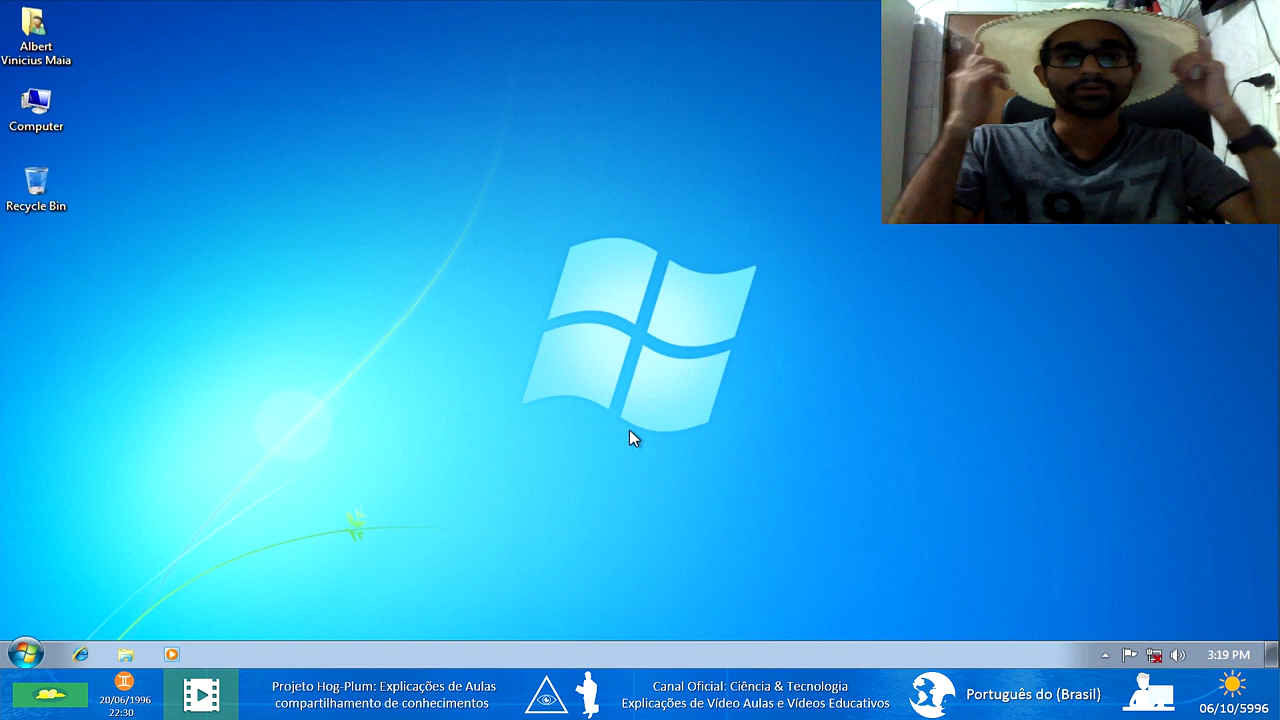 Albert
Vinicius Maia
Computer
Recycle Bin
1977
3:19 PM
20/06/1996
22:30
Projeto Hog-Plum: Explicações de Aulas
compartilhamento de conhecimentos
Canal Oficial: Ciência & Tecnologia
Explicações de Vídeo Aulas e Vídeos Educativos
Português do (Brasil)
06/10/5996